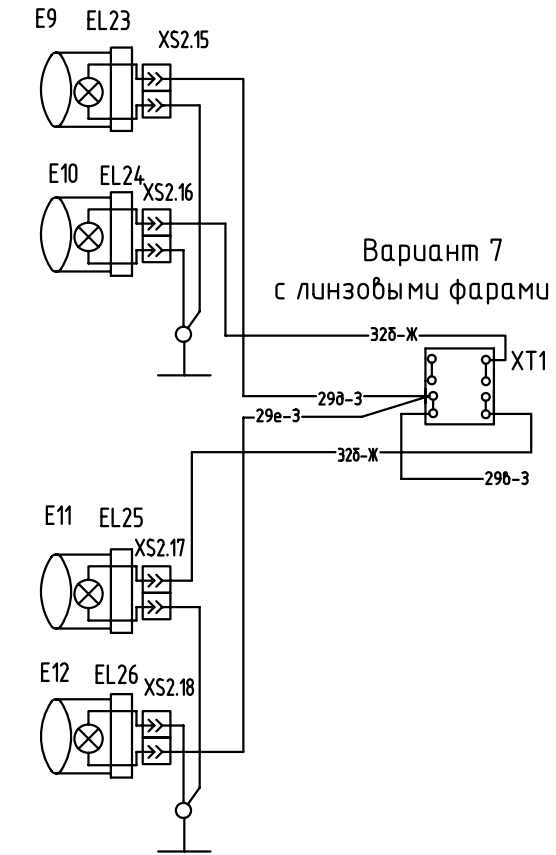 E9 EL23
XS2.15
E10 EL24
XS2.16
Вариант 7
с линзовыми фарами
32б-Ж
XT1
29д-З
29е-З
32б-Ж
29в-З
E11 EL25
XS2.17
E12 EL26
XS2.18